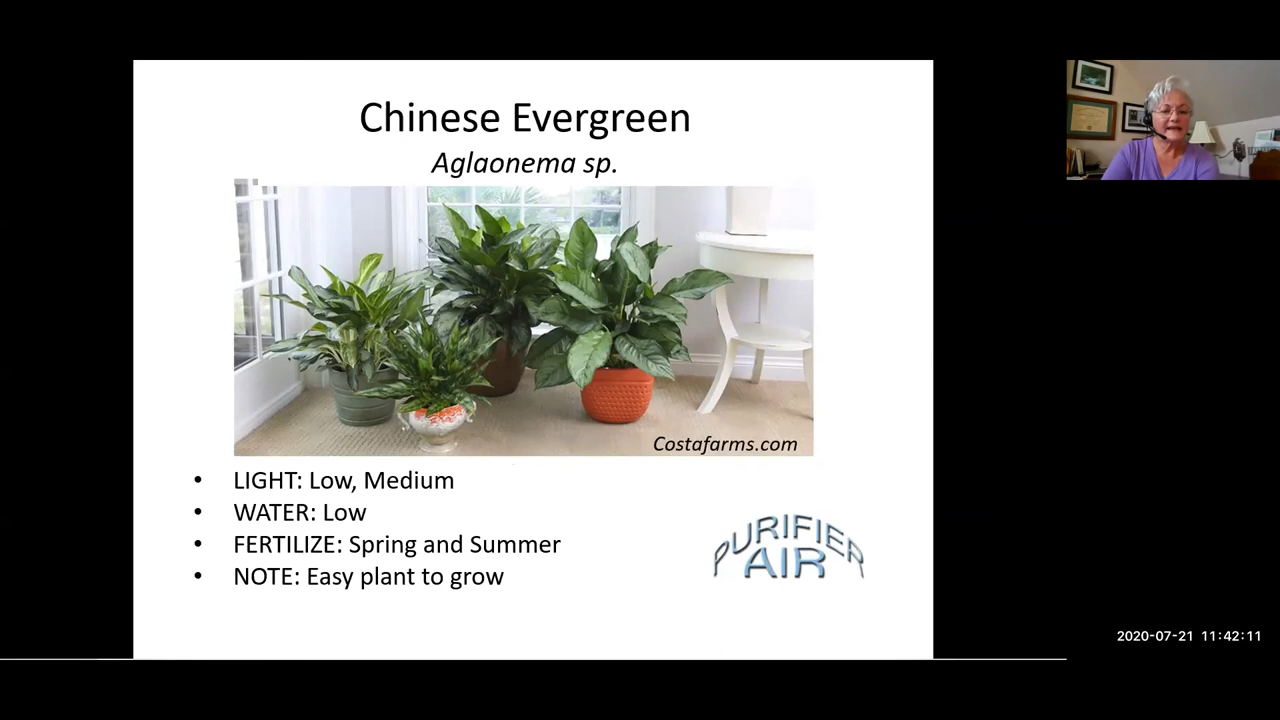 Chinese Evergreen
Aglaonema sp.
Costafarms.com
• LIGHT: Low, Medium
• WATER: Low
• FERTILIZE: Spring and Summer
• NOTE: Easy plant to grow
PURIFIER
AIR
2020-07-21 11:42:11